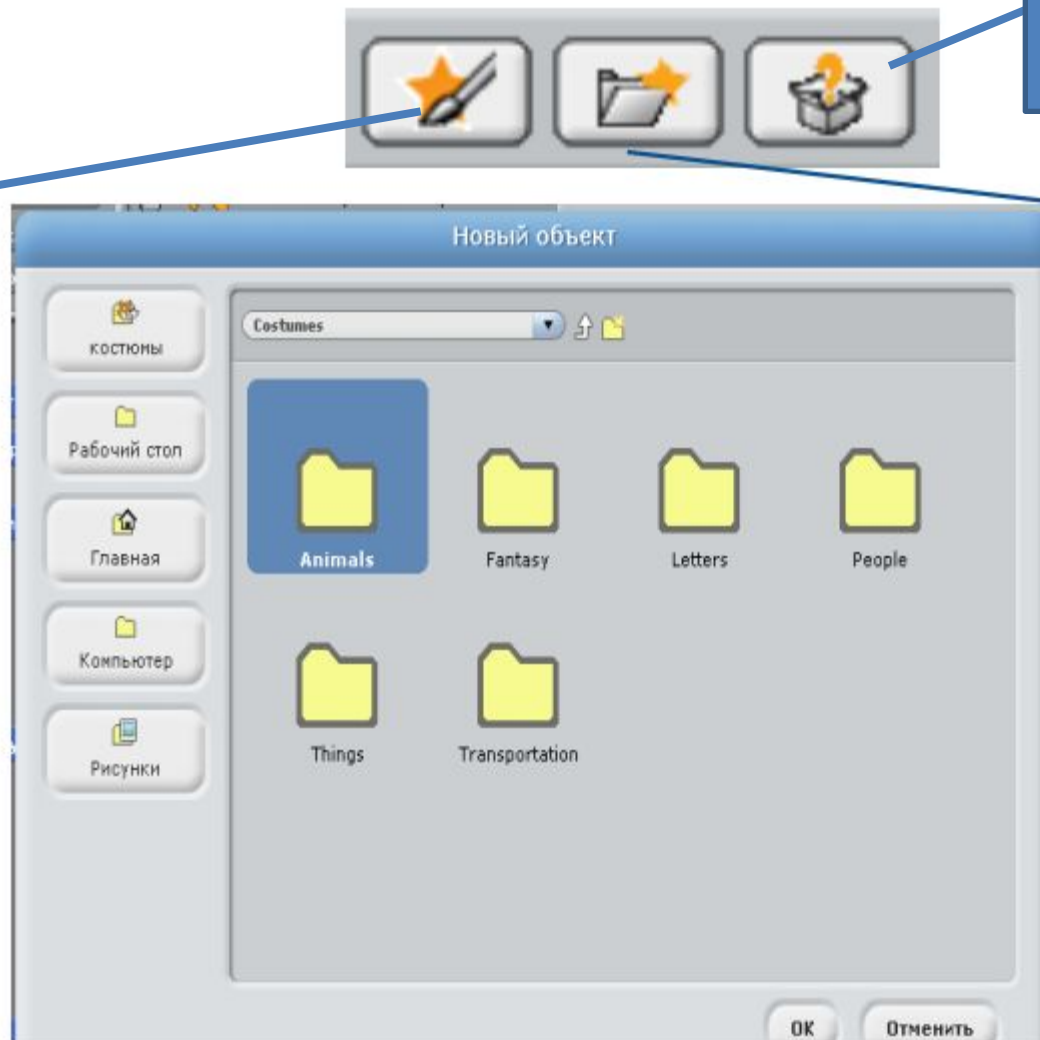 Новый объект
костюмы
Costumes
Рабочий стол
Главная
Компьютер
Рисунки
Animals
Fantasy
Letters
People
Things
Transportation
OK
Отменить